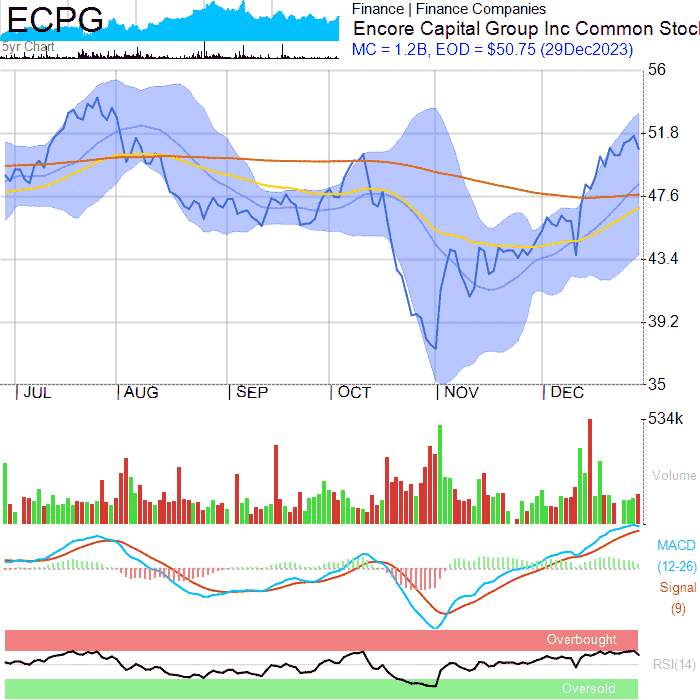 ECPG
5yr Chart
Finance | Finance Companies
Encore Capital Group Inc Common Stoc
MC = 1.2B, EOD = $50.75 (29Dec2023)
56
51.8
47.6
43.4
39.2
35
JUL AUG SEP OCT NOV DEC
534k
Volume
MACD
(12-26)
Signal
(9)
Overbought
RSI(14)
Oversold